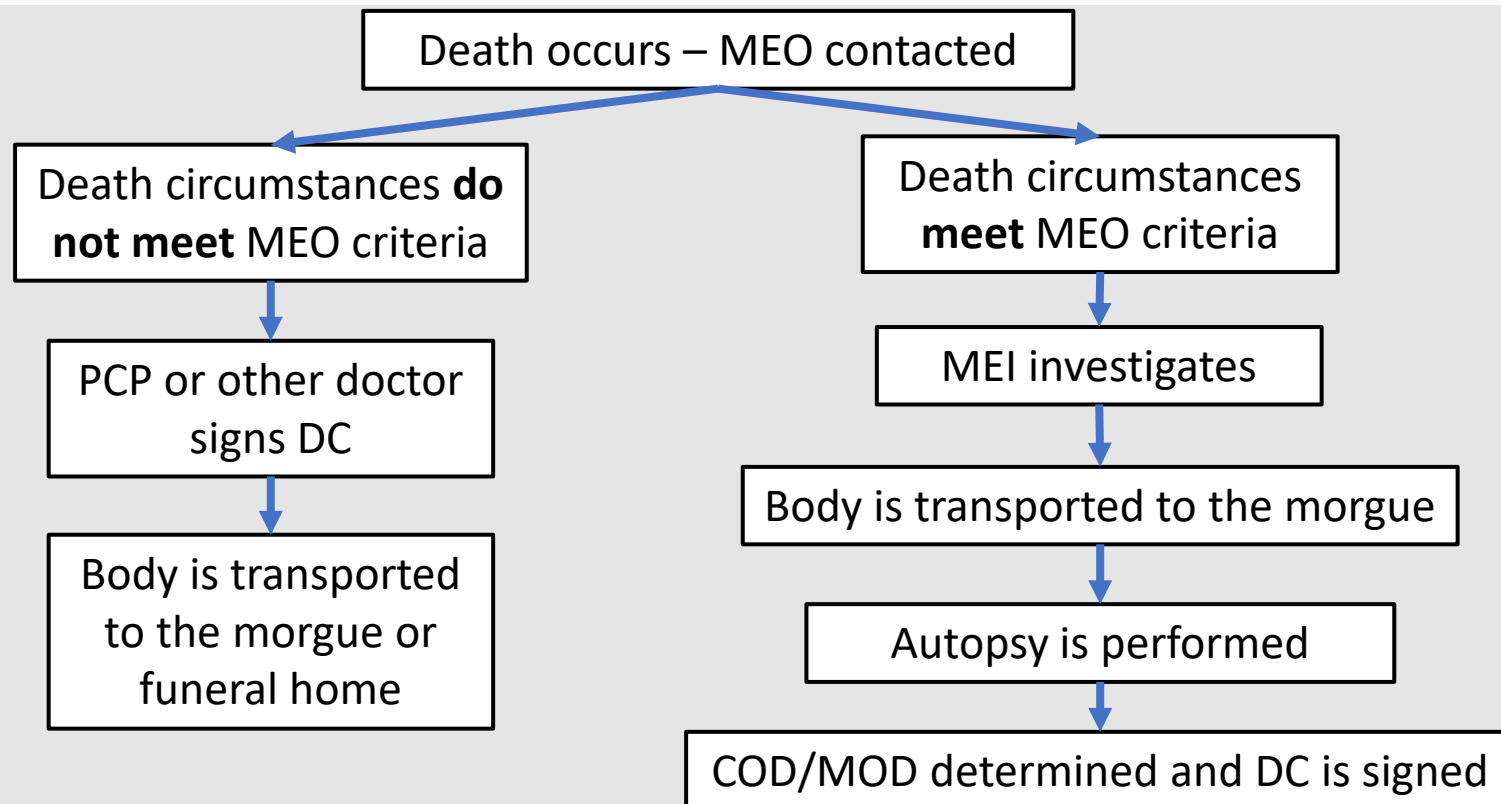 Death occurs – MEO contacted
Death circumstances do
not meet MEO criteria
PCP or other doctor
signs DC
Body is transported
to the morgue or
funeral home
Death circumstances
meet MEO criteria
MEI investigates
Body is transported to the morgue
Autopsy is performed
COD/MOD determined and DC is signed